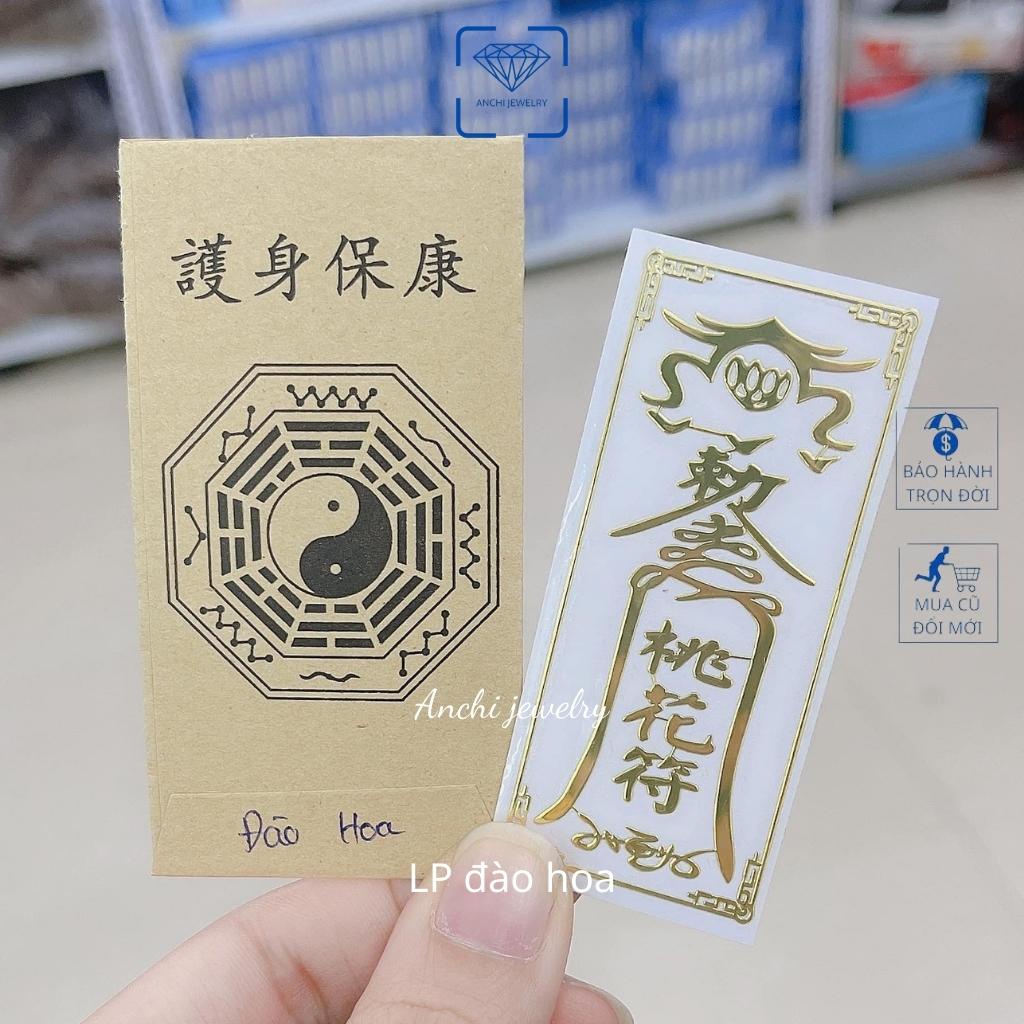 ANCHI JEWELRY
護身保康
勅
桃
花
符
BẢO HÀNH
TRỌN ĐỜI
MUA CŨ
ĐỔI MỚI
Anchi jewelry
Đào Hoa
LP đào hoa